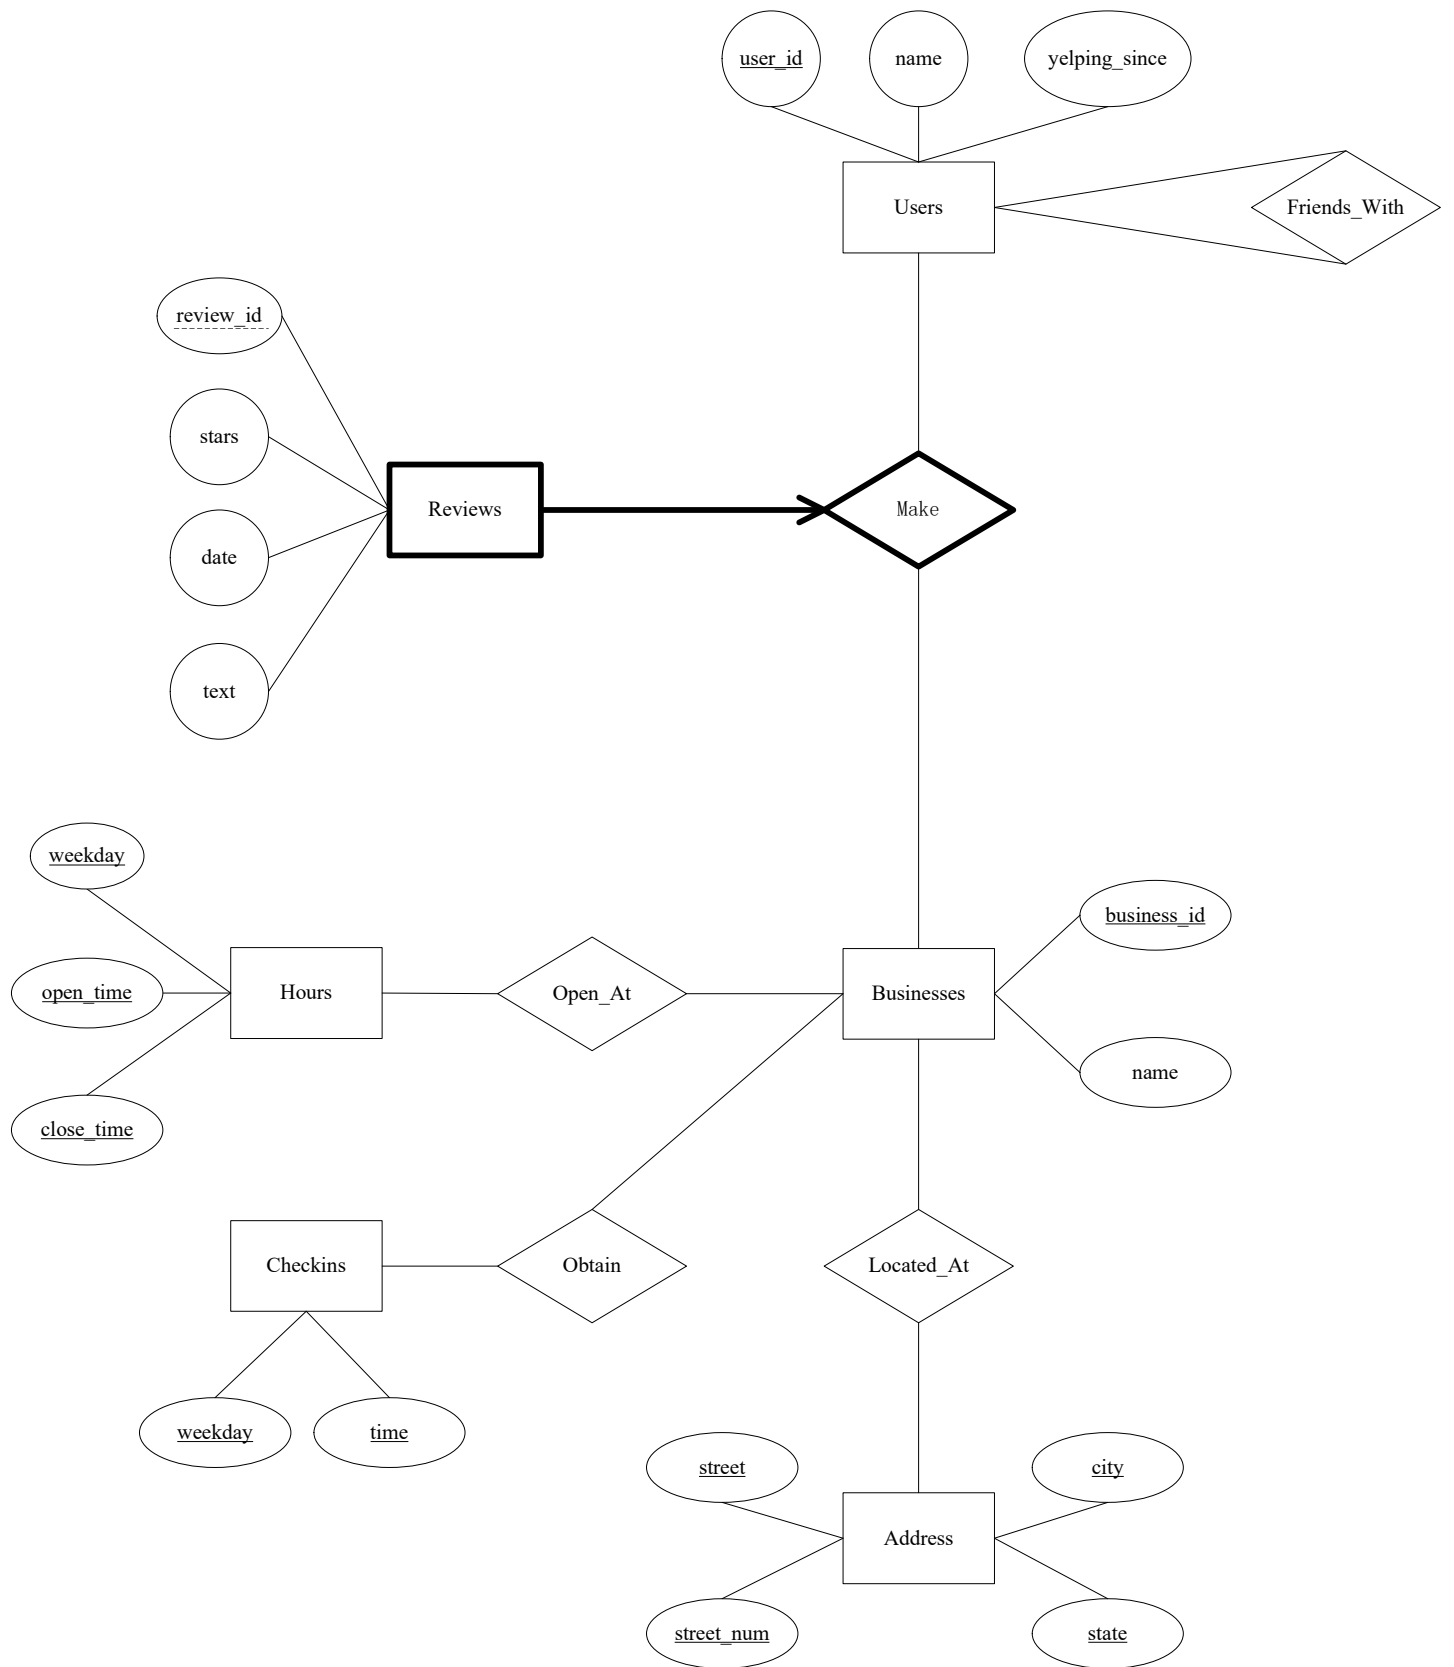 user_id
name
yelping_since
Users
Friends_With
review_id
stars
Reviews
Make
date
text
weekday
business_id
open_time
Hours
Open_At
Businesses
name
close_time
Checkins
Obtain
Located_At
weekday
time
street
city
Address
street_num
state